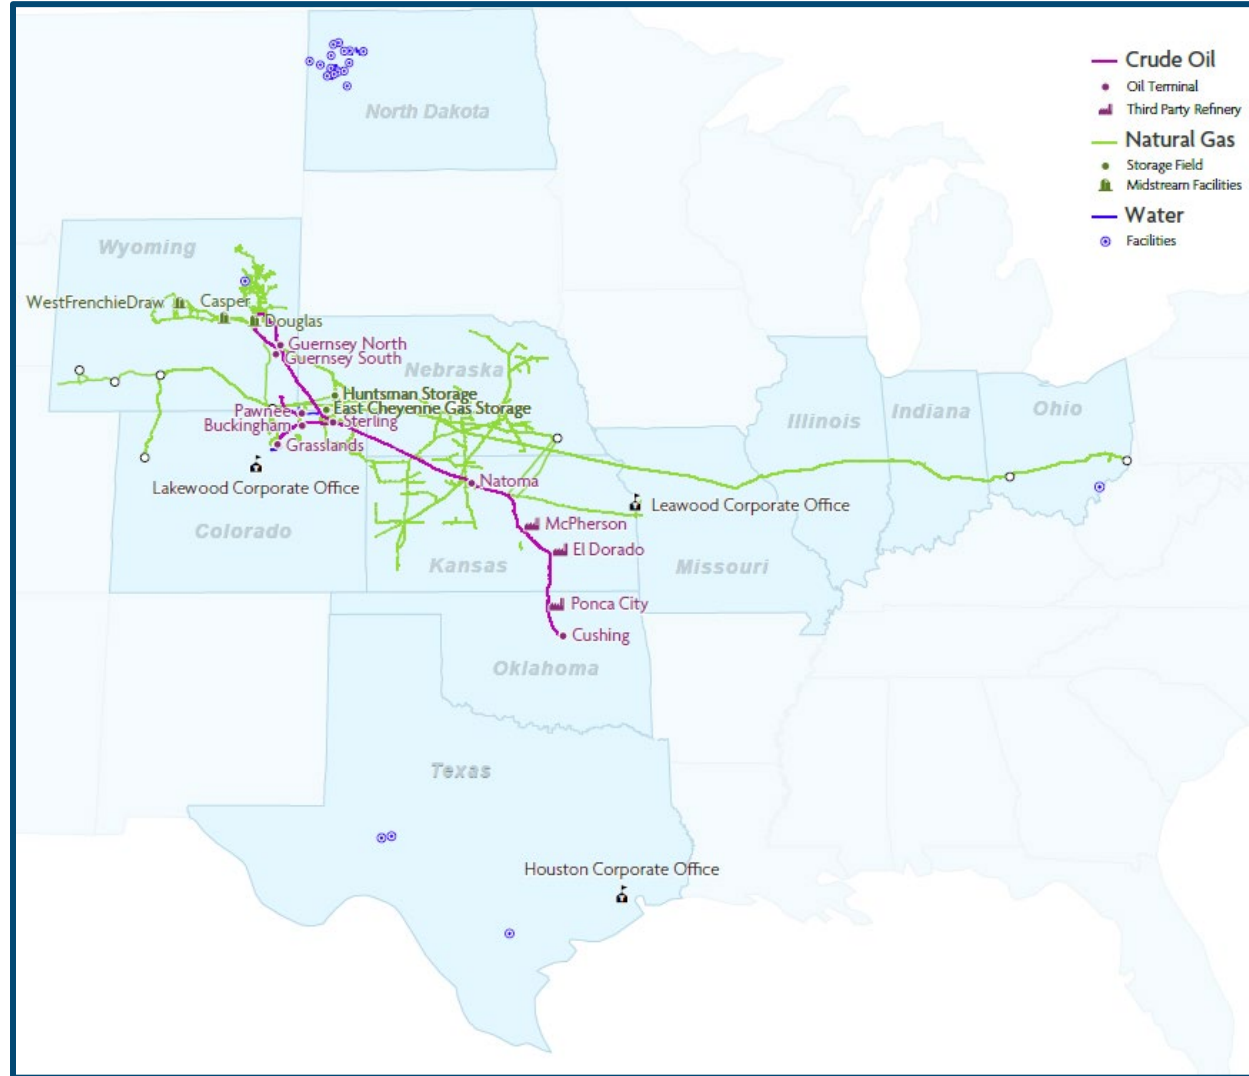 Crude Oil
Oil Terminal
Third Party Refinery
Natural Gas
Storage Field
Midstream Facilities
Water
Facilities
North Dakota
Wyoming
WestFrenchieDraw
Casper
Douglas
Guernsey North
Guernsey South
Nebraska
Huntsman Storage
East Cheyenne Gas Storage
Pawnee
Sterling
Buckingham
Grasslands
Illinois
Indiana
Ohio
Lakewood Corporate Office
Natoma
Leawood Corporate Office
Colorado
McPherson
El Dorado
Kansas
Missouri
Ponca City
Cushing
Oklahoma
Texas
Houston Corporate Office